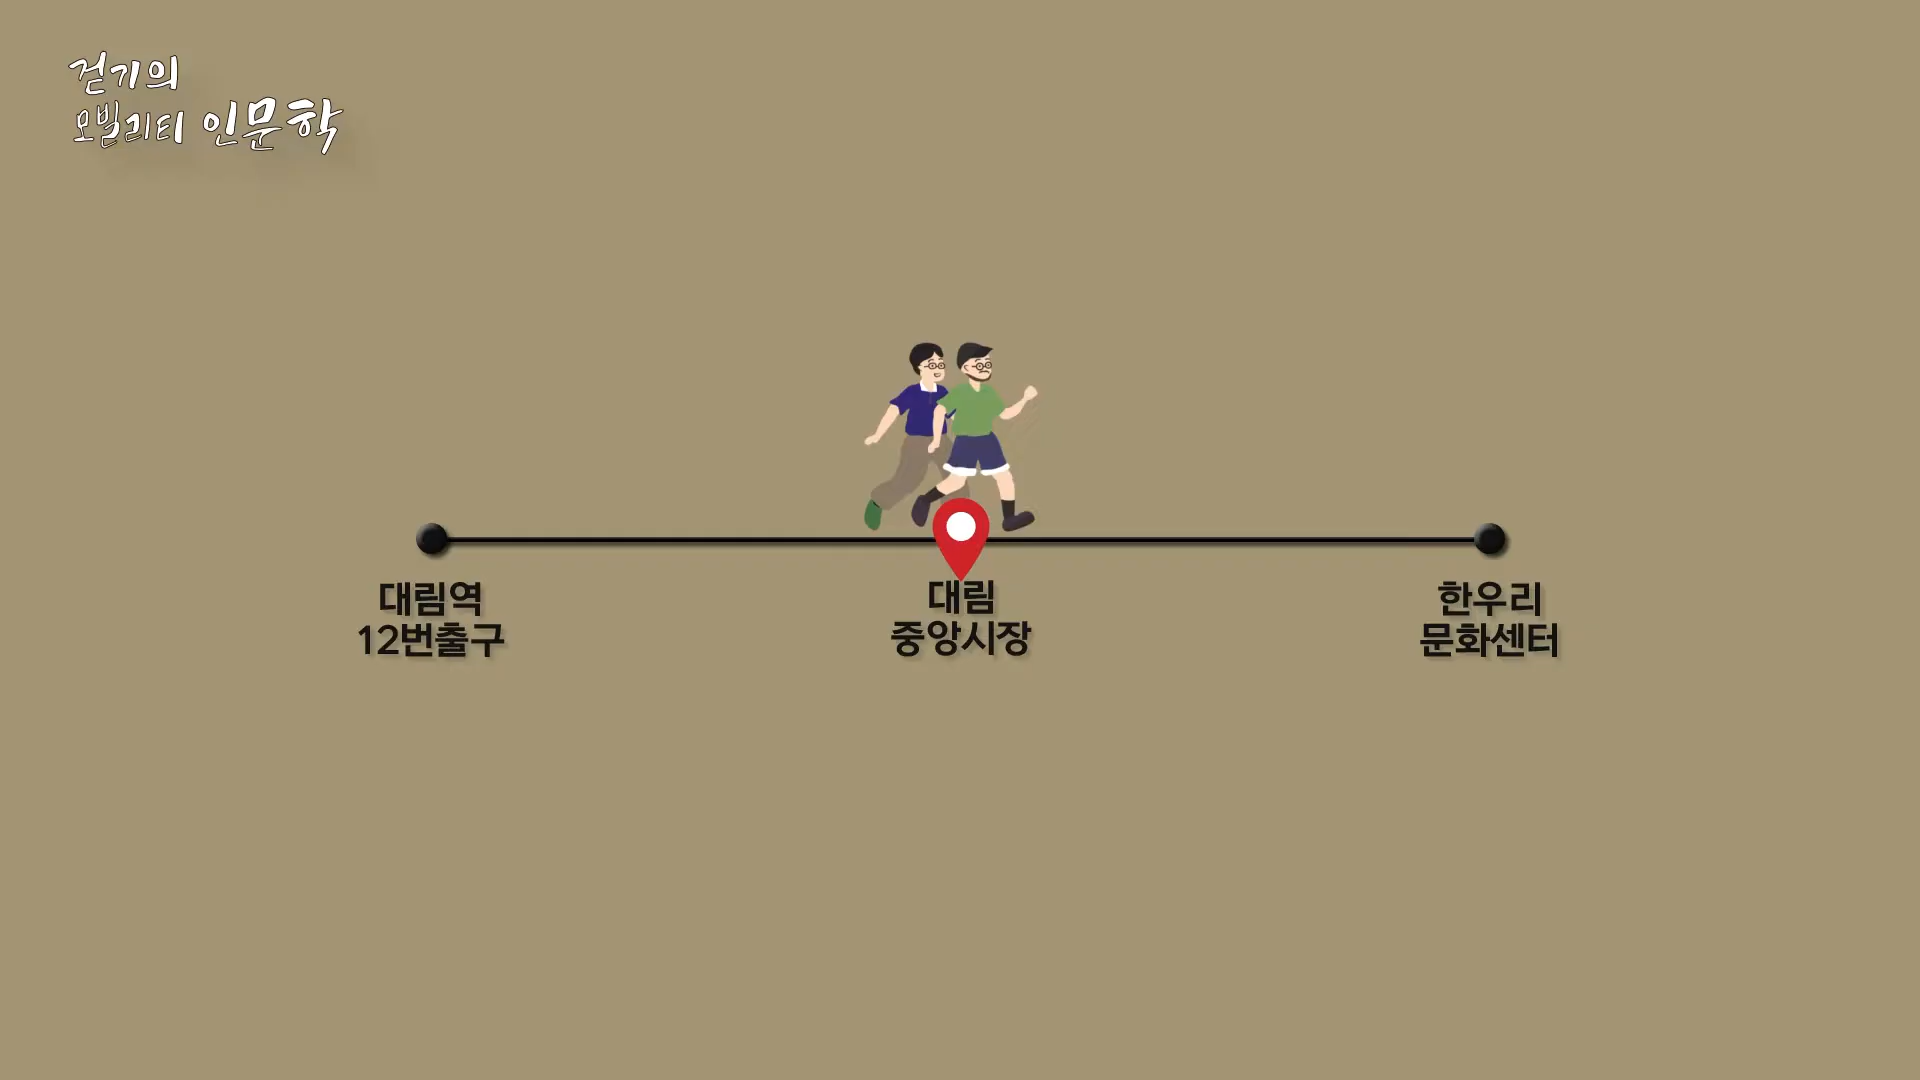 걷기의
모빌리티 인문학
대림역
12번출구
대림
중앙시장
한우리
문화센터